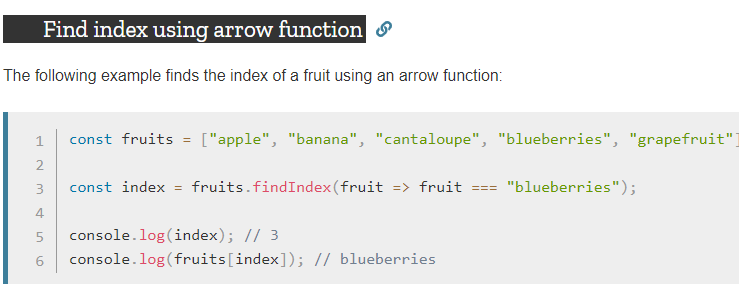 Find index using arrow function
The following example finds the index of a fruit using an arrow function:
1 const fruits = ["apple", "banana", "cantaloupe", "blueberries", "grapefruit"]
2
3 const index = fruits.findIndex(fruit => fruit === "blueberries");
4
5 console.log(index); // 3
6 console.log(fruits[index]); // blueberries